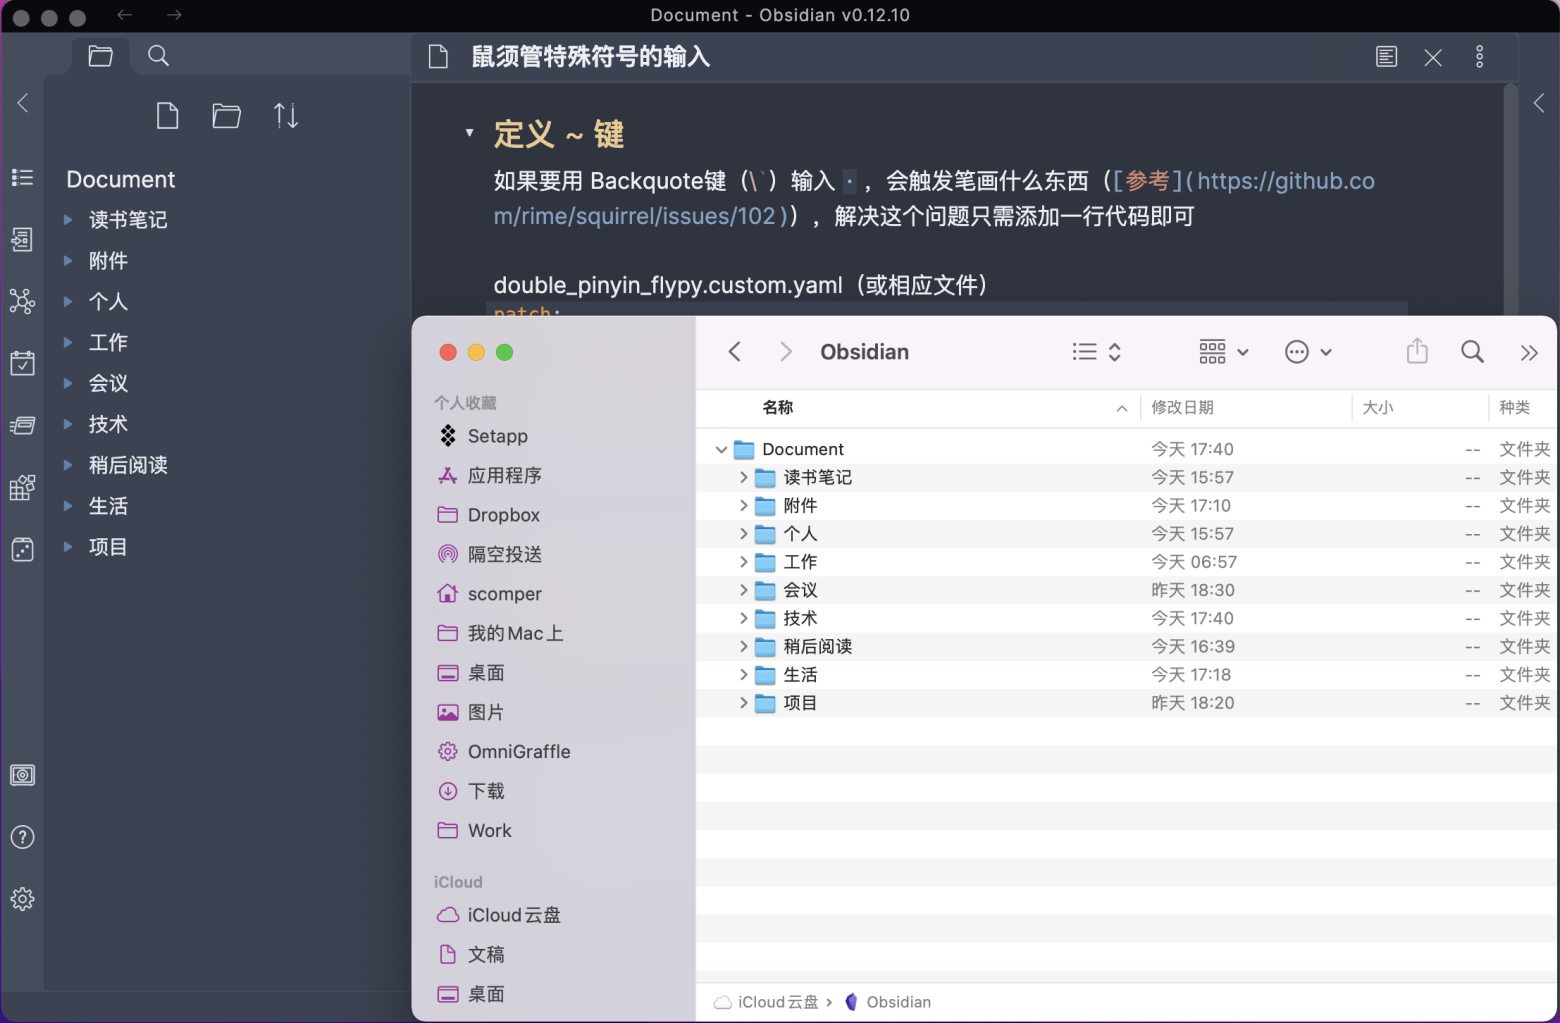 Document - Obsidian v0.12.10
鼠须管特殊符号的输入
Document
读书笔记
附件
个人
工作
会议
技术
稍后阅读
生活
项目
定义 ~ 键
如果要用 Backquote键（\`）输入 ·，会触发笔画什么东西（[参考](https://github.co
m/rime/squirrel/issues/102)），解决这个问题只需添加一行代码即可
double_pinyin_flypy.custom.yaml（或相应文件）
patch:
个人收藏
Setapp
应用程序
Dropbox
隔空投送
scomper
我的Mac上
桌面
图片
OmniGraffle
下载
Work
iCloud
iCloud云盘
文稿
桌面
Obsidian
名称 修改日期 大小 种类
Document 今天 17:40 -- 文件夹
读书笔记 今天 15:57 -- 文件夹
附件 今天 17:10 -- 文件夹
个人 今天 15:57 -- 文件夹
工作 今天 06:57 -- 文件夹
会议 昨天 18:30 -- 文件夹
技术 今天 17:40 -- 文件夹
稍后阅读 今天 16:39 -- 文件夹
生活 今天 17:18 -- 文件夹
项目 昨天 18:20 -- 文件夹
iCloud云盘 › Obsidian